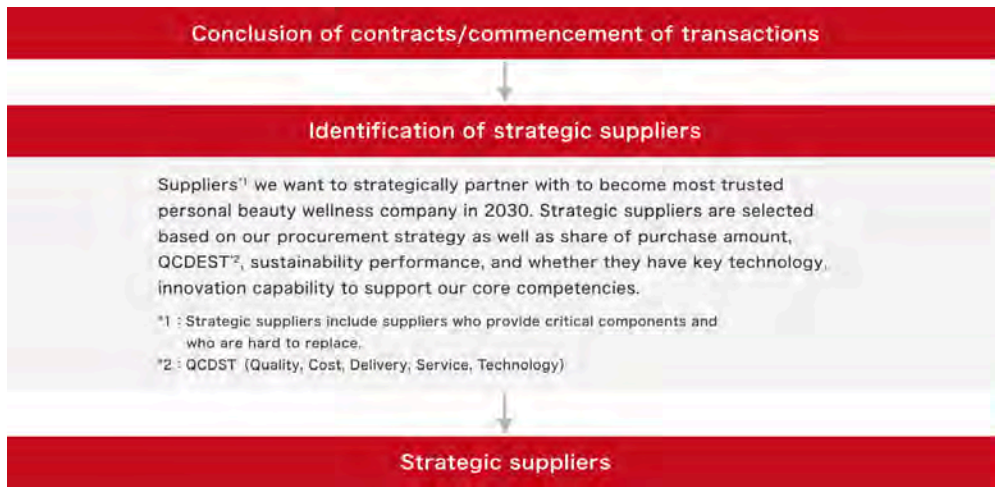 Conclusion of contracts/commencement of transactions
Identification of strategic suppliers
Suppliers*1 we want to strategically partner with to become most trusted
personal beauty wellness company in 2030. Strategic suppliers are selected
based on our procurement strategy as well as share of purchase amount,
QCDEST*2, sustainability performance, and whether they have key technology,
innovation capability to support our core competencies.
*1 : Strategic suppliers include suppliers who provide critical components and
who are hard to replace.
*2 : QCDST (Quality, Cost, Delivery, Service, Technology)
Strategic suppliers